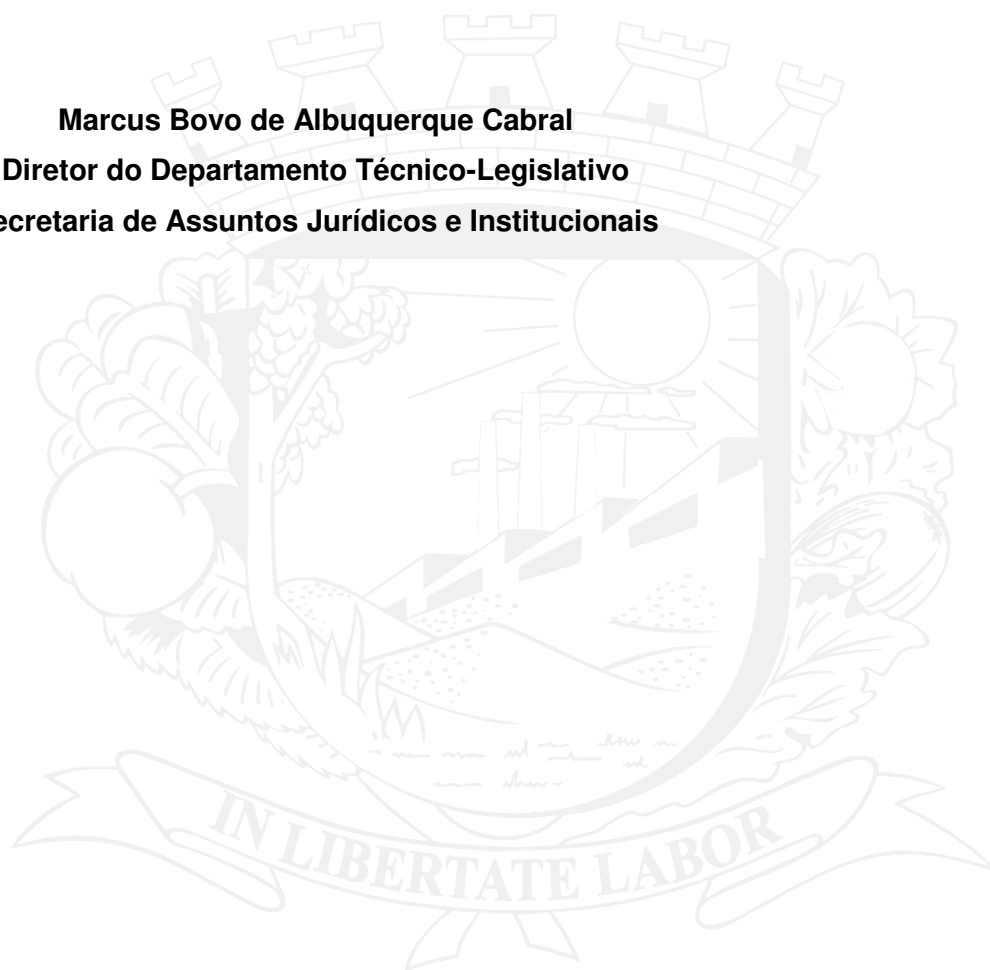 Marcus Bovo de Albuquerque Cabral
Diretor do Departamento Técnico-Legislativo
ecretaria de Assuntos Jurídicos e Institucionais
IN LIBERTATE LABOR